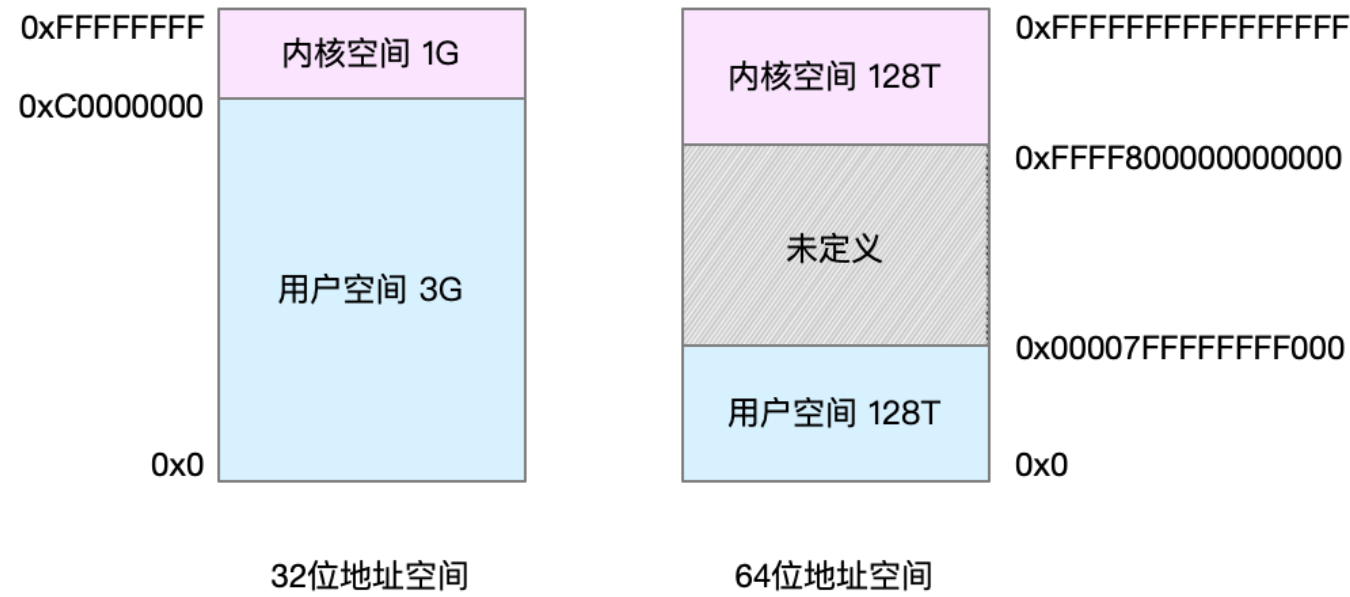 0xFFFFFFFF
内核空间 1G
0xC0000000
用户空间 3G
0x0
32位地址空间
0xFFFFFFFFFFFFFFFF
内核空间 128T
0xFFFF800000000000
未定义
0x00007FFFFFFFF000
用户空间 128T
0x0
64位地址空间